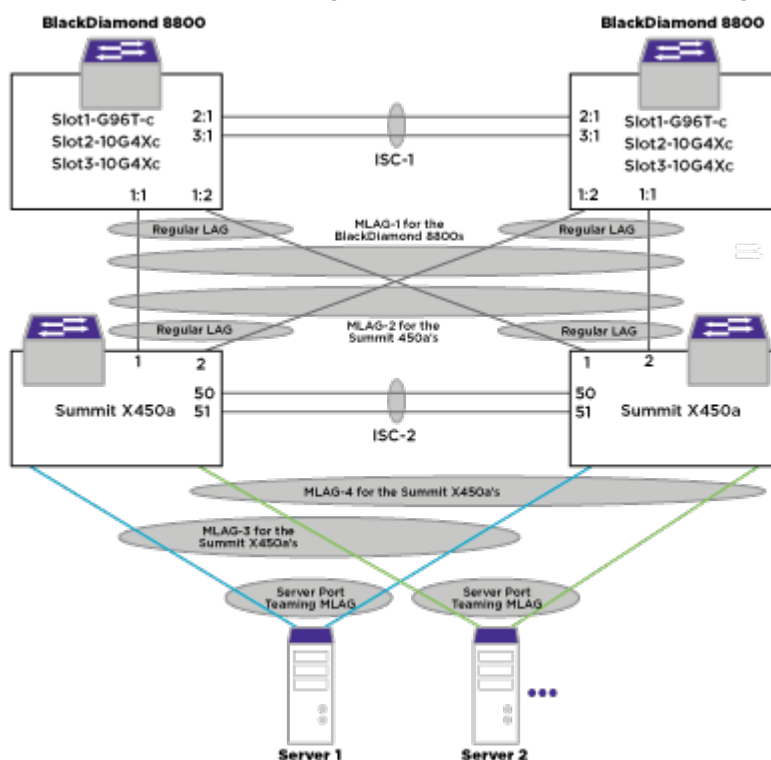 BlackDiamond 8800
BlackDiamond 8800
Slot1-G96T-c
Slot2-10G4Xc
Slot3-10G4Xc
2:1
3:1
1:1
1:2
ISC-1
2:1
3:1
Slot1-G96T-c
Slot2-10G4Xc
Slot3-10G4Xc
1:2
1:1
Regular LAG
MLAG-1 for the
BlackDiamond 8800s
Regular LAG
Regular LAG
MLAG-2 for the
Summit 450a's
Regular LAG
1
2
50
51
Summit X450a
ISC-2
1
2
50
51
Summit X450a
MLAG-4 for the Summit X450a's
MLAG-3 for the
Summit X450a's
Server Port
Teaming MLAG
Server Port
Teaming MLAG
Server 1
Server 2